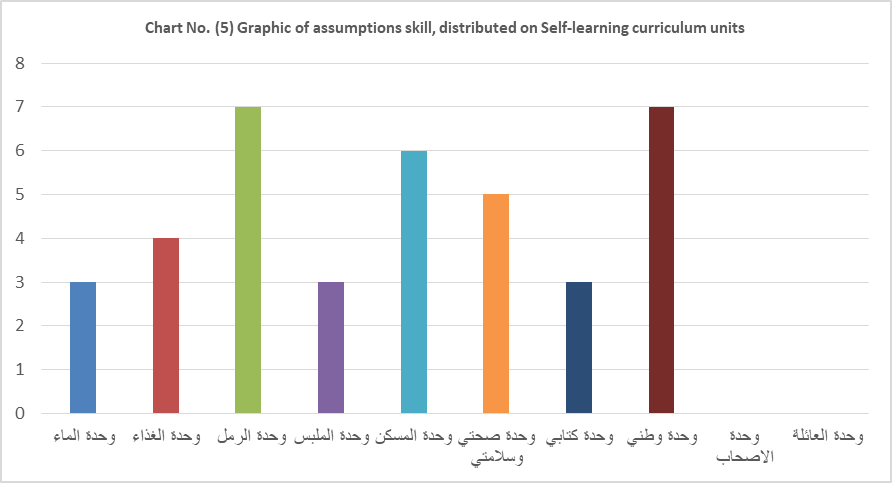 Chart No. (5) Graphic of assumptions skill, distributed on Self-learning curriculum units
8
7
6
5
4
3
2
1
0
وحدة الماء
وحدة الغذاء
وحدة الرمل
وحدة الملبس
وحدة المسكن
وحدة صحتي
وسلامتي
وحدة كتابي
وحدة وطني
وحدة
الاصحاب
وحدة العائلة